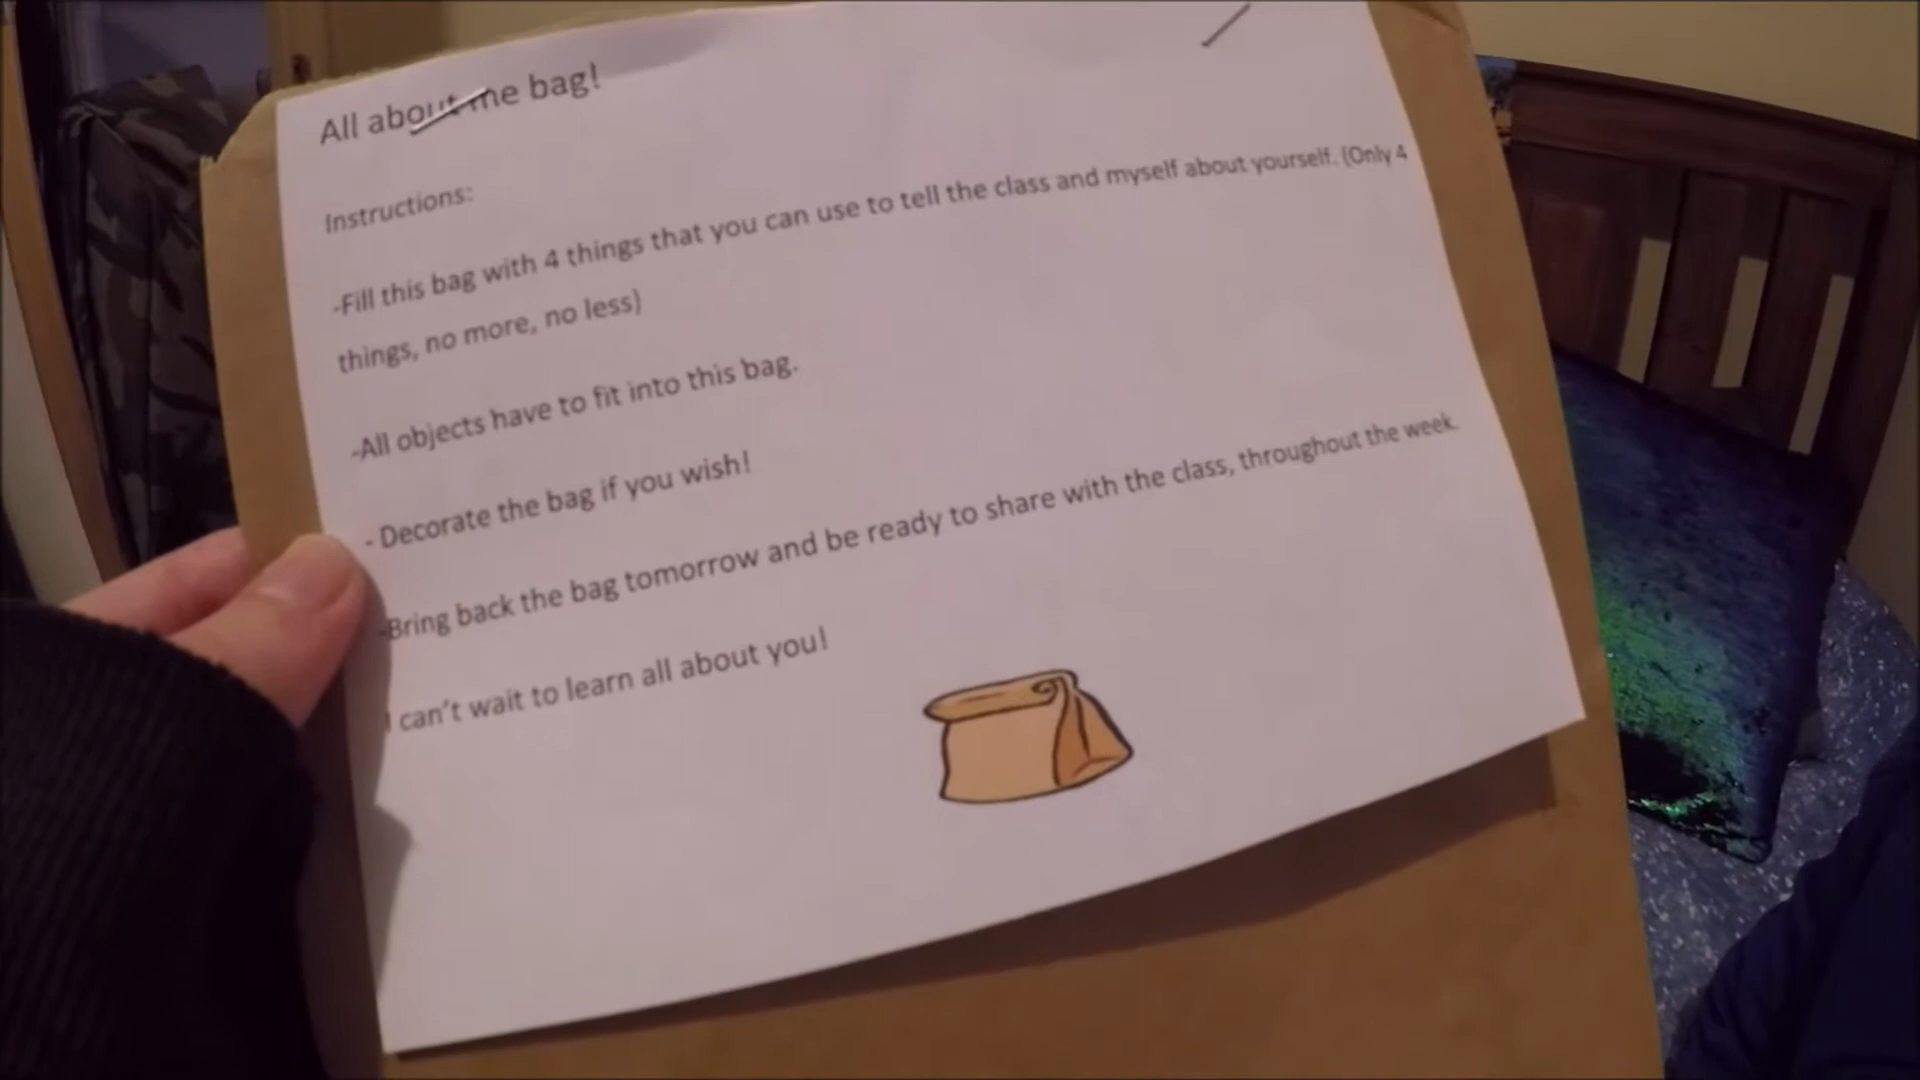 All about me bag!
Instructions:
-Fill this bag with 4 things that you can use to tell the class and myself about yourself. (Only 4
things, no more, no less)
-All objects have to fit into this bag.
- Decorate the bag if you wish!
-Bring back the bag tomorrow and be ready to share with the class, throughout the week.
I can't wait to learn all about you!